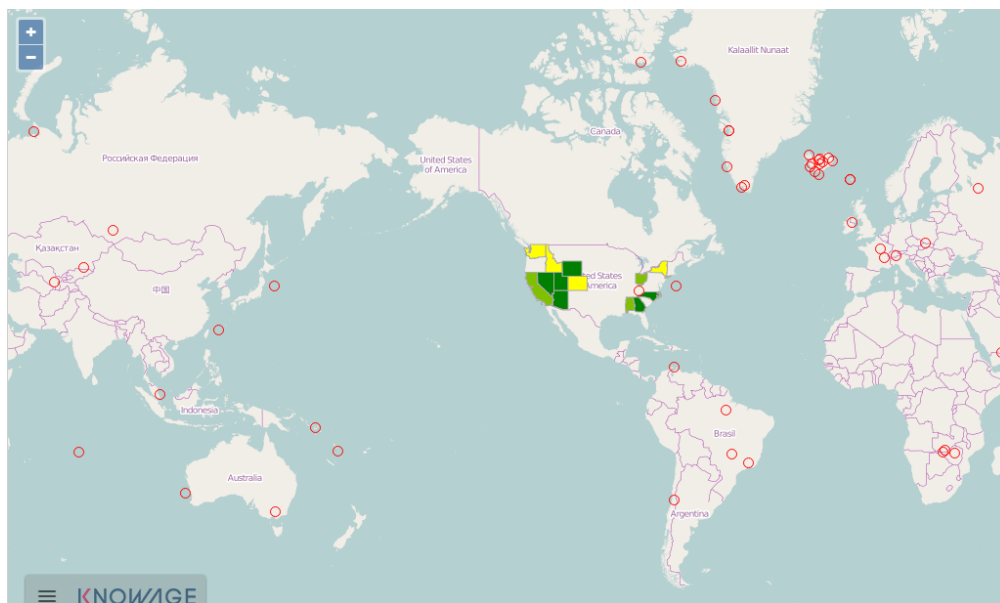 +
−
Kalaallit Nunaat
Canada
Российская Федерация
United States
of America
Қазақстан
中国
United States
of America
Indonesia
Brasil
Australia
Argentina
☰ KNOWAGE